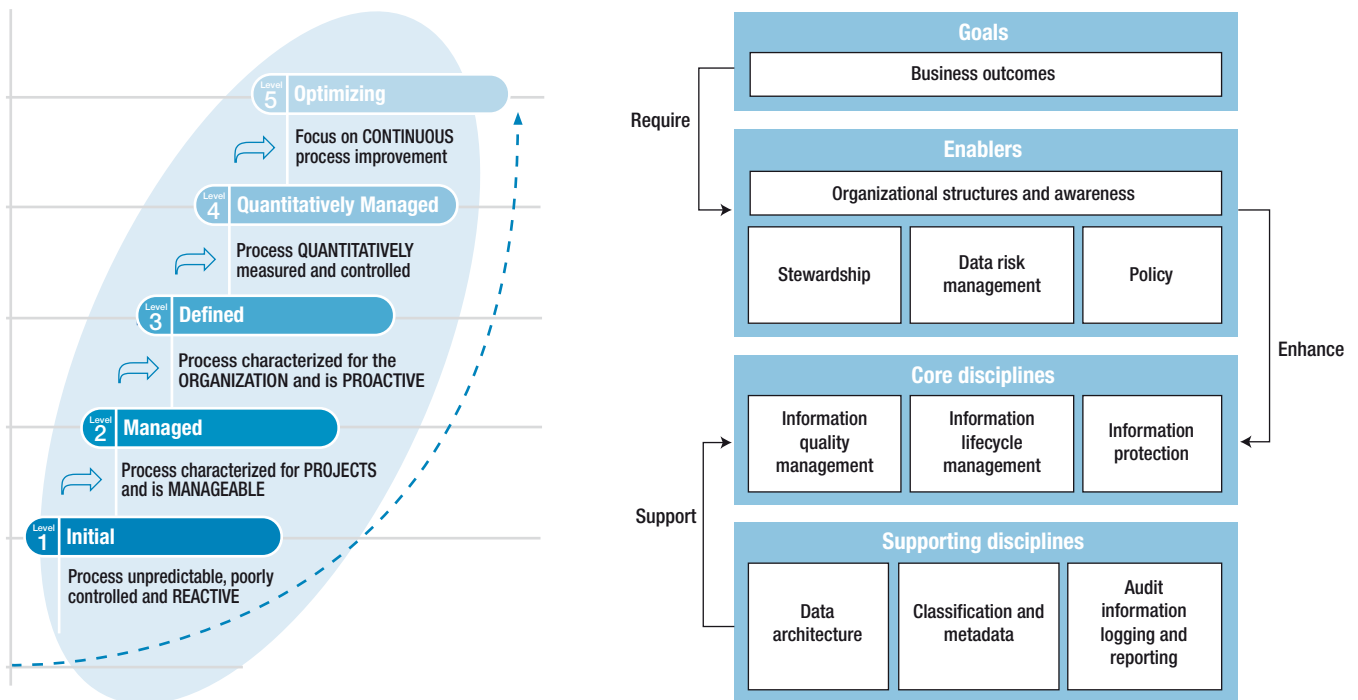 Level
5
Optimizing
Focus on CONTINUOUS
process improvement
Level
4
Quantitatively Managed
Process QUANTITATIVELY
measured and controlled
Level
3
Defined
Process characterized for the
ORGANIZATION and is PROACTIVE
Level
2
Managed
Process characterized for PROJECTS
and is MANAGEABLE
Level
1
Initial
Process unpredictable, poorly
controlled and REACTIVE
Goals
Business outcomes
Require
Enablers
Organizational structures and awareness
Stewardship
Data risk
management
Policy
Enhance
Core disciplines
Information
quality
management
Information
lifecycle
management
Information
protection
Support
Supporting disciplines
Data
architecture
Classification and
metadata
Audit
information
logging and
reporting